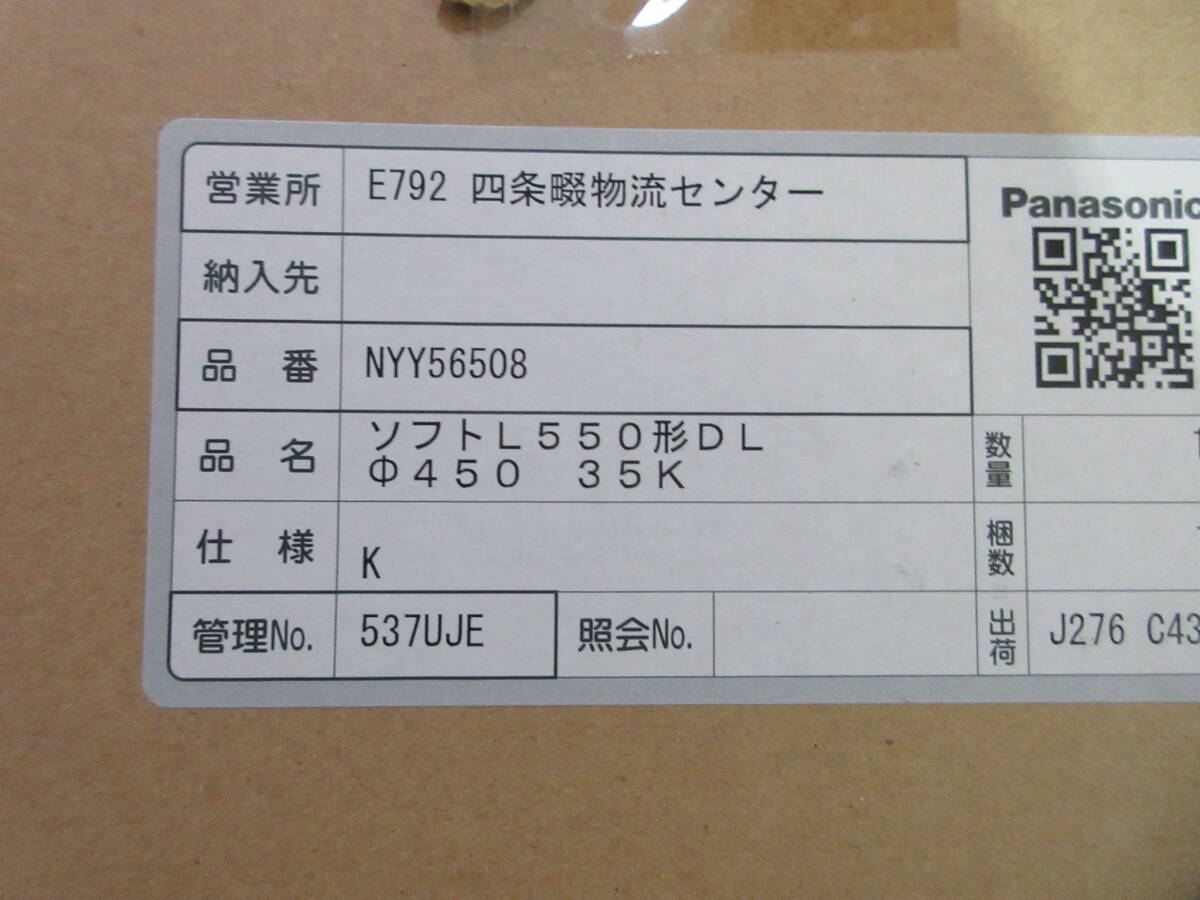 営業所 E792 四条畷物流センター
Panasonic
納入先
品番 NYY56508
品名 ソフトＬ５５０形ＤＬ
Φ４５０ ３５Ｋ
数量
仕様 K
梱数
管理No. 537UJE 照会No.
出荷 J276 C43